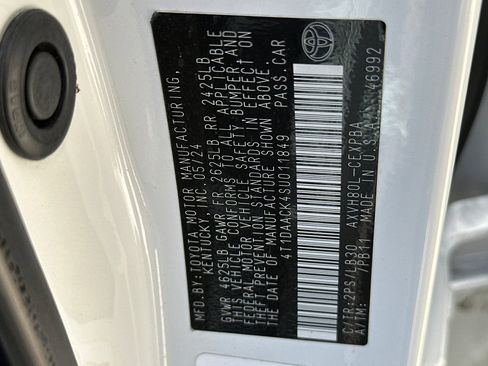 MFD.BY:TOYOTA MOTOR MANUFACTURING,
KENTUCKY, INC. 05/24
GVWR 4625LB GAWR FR 2625LB RR 2425LB
THIS VEHICLE CONFORMS TO ALL APPLICABLE
FEDERAL MOTOR VEHICLE SAFETY, BUMPER, AND
THEFT PREVENTION STANDARDS IN EFFECT ON
THE DATE OF MANUFACTURE SHOWN ABOVE.
4T1DAACK4SU011849 PASS.CAR
C/TR:2PS/LB30 AXVH80L-CEXPBA
A/TM: /PB11 MADE IN U.S.A. 46992